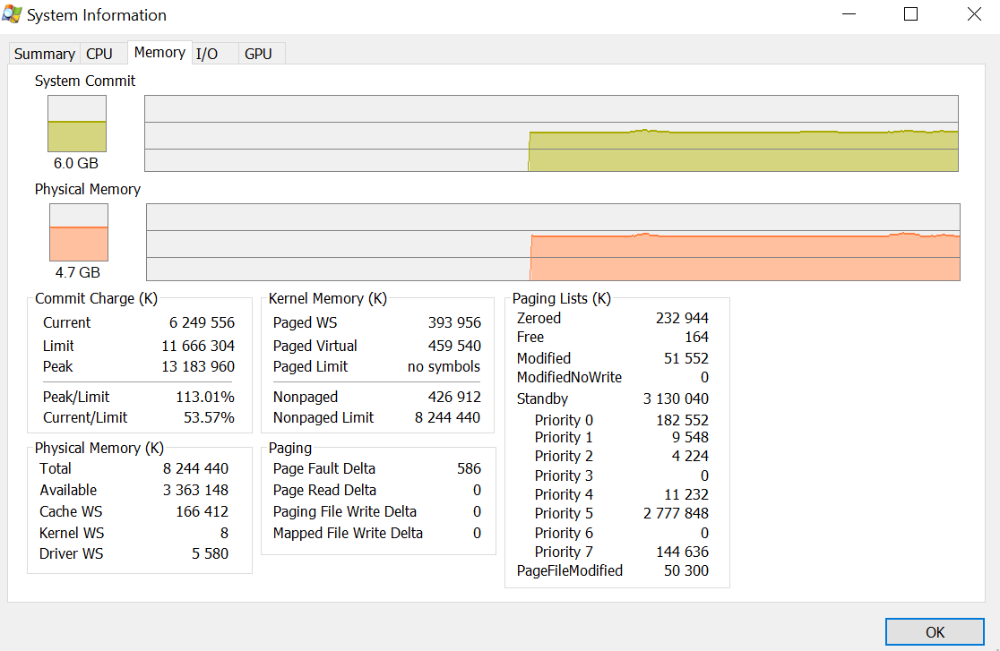 System Information
Summary CPU Memory I/O GPU
System Commit
6.0 GB
Physical Memory
4.7 GB
Commit Charge (K)
Current 6 249 556
Limit 11 666 304
Peak 13 183 960
Peak/Limit 113.01%
Current/Limit 53.57%
Physical Memory (K)
Total 8 244 440
Available 3 363 148
Cache WS 166 412
Kernel WS 8
Driver WS 5 580
Kernel Memory (K)
Paged WS 393 956
Paged Virtual 459 540
Paged Limit no symbols
Nonpaged 426 912
Nonpaged Limit 8 244 440
Paging
Page Fault Delta 586
Page Read Delta 0
Paging File Write Delta 0
Mapped File Write Delta 0
Paging Lists (K)
Zeroed 232 944
Free 164
Modified 51 552
ModifiedNoWrite 0
Standby 3 130 040
Priority 0 182 552
Priority 1 9 548
Priority 2 4 224
Priority 3 0
Priority 4 11 232
Priority 5 2 777 848
Priority 6 0
Priority 7 144 636
PageFileModified 50 300
OK